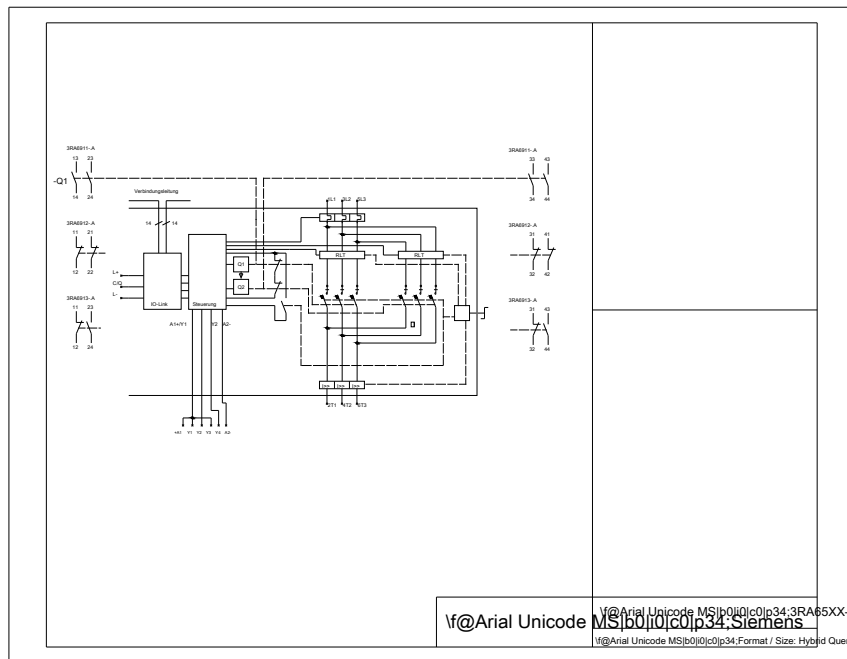 3RA6911-.A
3RA6911-.A
13 23
33 43
-Q1
14 24
34 44
Verbindungsleitung
1L1 3L2 5L3
14 14
3RA6912-.A
3RA6912-.A
11 21
31 41
12 22
32 42
RLT RLT
Q1
L+
C/Q
Q2
L-
3RA6913-.A
3RA6913-.A
IO-Link
Steuerung
11 23
31 43
12 24
32 44
A1+/Y1 Y2 A2-
I>> I>> I>>
2T1 4T2 6T3
+A1 Y1 Y2 Y3 Y4 A2-
\f@Arial Unicode MS|b0|i0|c0|p34;3RA65XX-
\f@Arial Unicode MS|b0|i0|c0|p34;Siemens
\f@Arial Unicode MS|b0|i0|c0|p34;Format / Size: Hybrid Quer